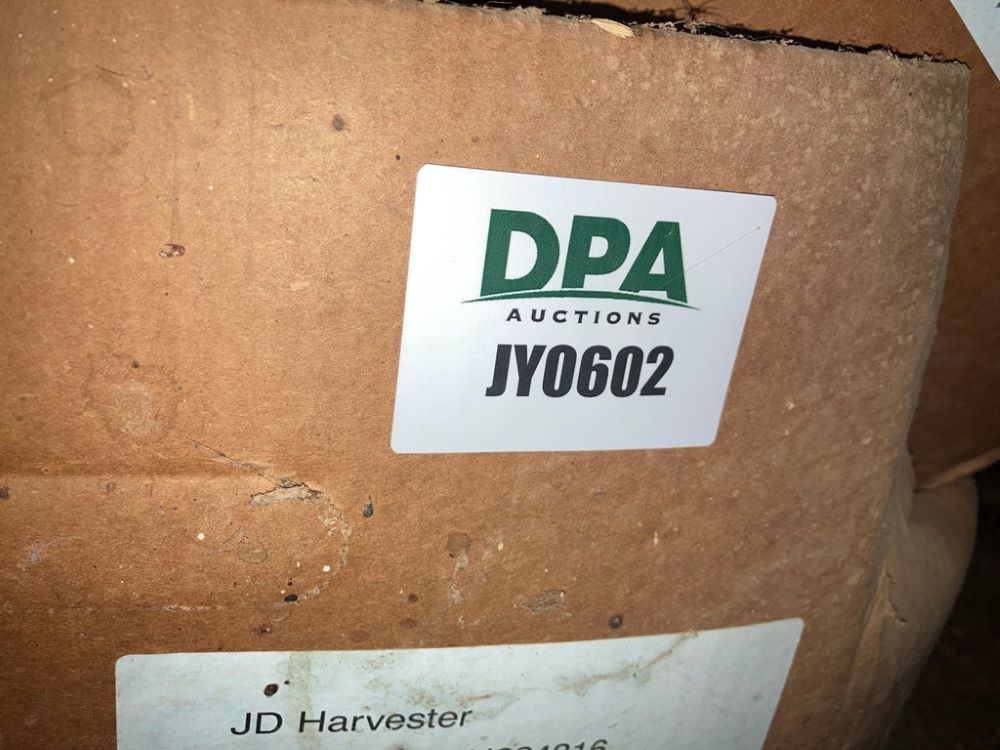 DPA
AUCTIONS
JY0602
JD Harvester